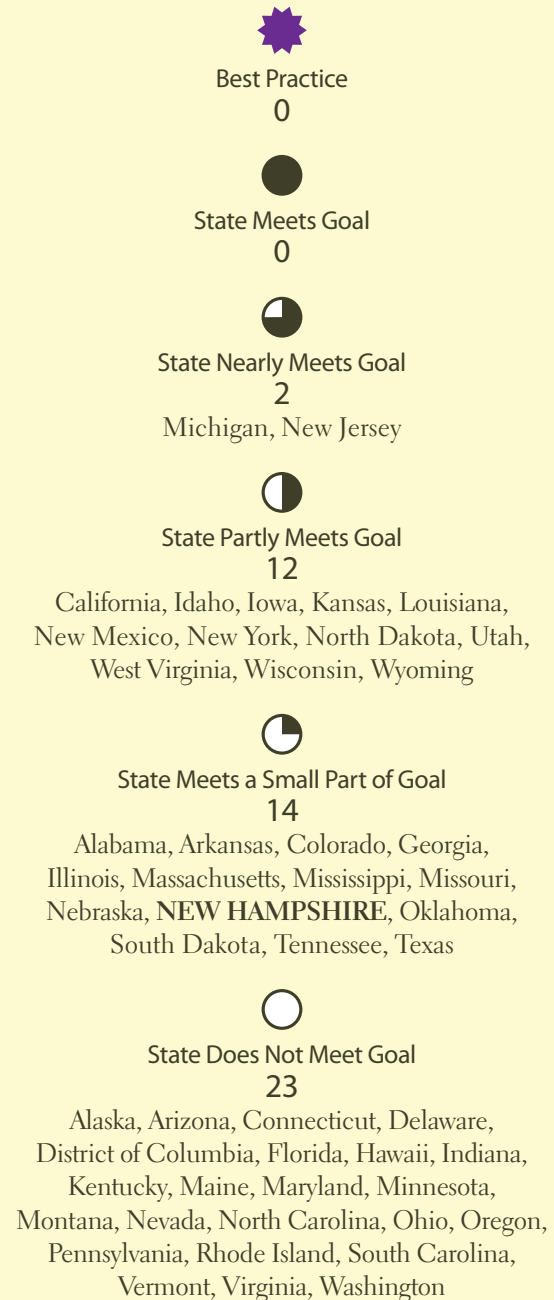 Best Practice
0
State Meets Goal
0
State Nearly Meets Goal
2
Michigan, New Jersey
State Partly Meets Goal
12
California, Idaho, Iowa, Kansas, Louisiana,
New Mexico, New York, North Dakota, Utah,
West Virginia, Wisconsin, Wyoming
State Meets a Small Part of Goal
14
Alabama, Arkansas, Colorado, Georgia,
Illinois, Massachusetts, Mississippi, Missouri,
Nebraska, NEW HAMPSHIRE, Oklahoma,
South Dakota, Tennessee, Texas
State Does Not Meet Goal
23
Alaska, Arizona, Connecticut, Delaware,
District of Columbia, Florida, Hawaii, Indiana,
Kentucky, Maine, Maryland, Minnesota,
Montana, Nevada, North Carolina, Ohio, Oregon,
Pennsylvania, Rhode Island, South Carolina,
Vermont, Virginia, Washington